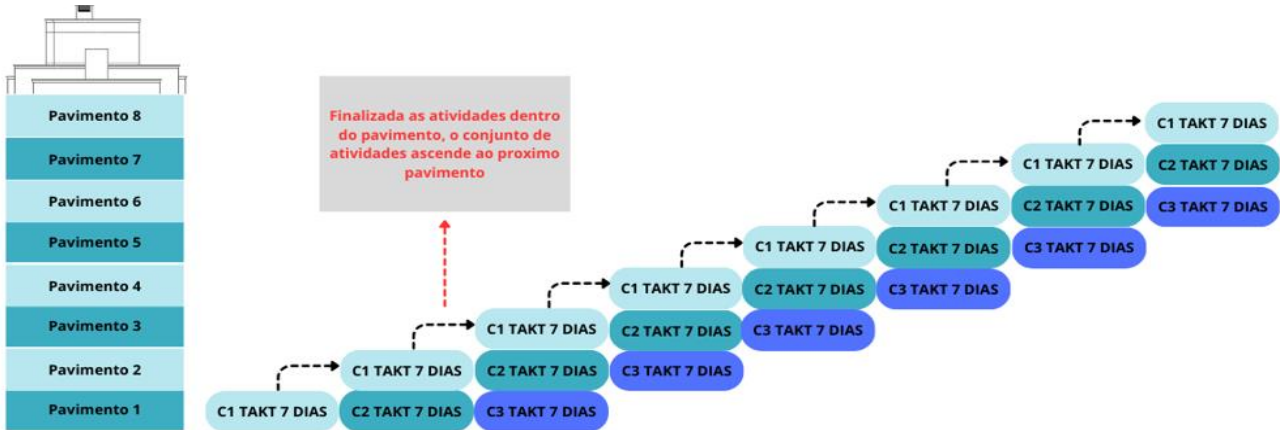 Pavimento 8
Pavimento 7
Pavimento 6
Pavimento 5
Pavimento 4
Pavimento 3
Pavimento 2
Pavimento 1
Finalizada as atividades dentro
do pavimento, o conjunto de
atividades ascende ao proximo
pavimento
C1 TAKT 7 DIAS
C1 TAKT 7 DIAS C2 TAKT 7 DIAS
C1 TAKT 7 DIAS C2 TAKT 7 DIAS C3 TAKT 7 DIAS
C1 TAKT 7 DIAS C2 TAKT 7 DIAS C3 TAKT 7 DIAS
C1 TAKT 7 DIAS C2 TAKT 7 DIAS C3 TAKT 7 DIAS
C1 TAKT 7 DIAS C2 TAKT 7 DIAS C3 TAKT 7 DIAS
C1 TAKT 7 DIAS C2 TAKT 7 DIAS C3 TAKT 7 DIAS
C1 TAKT 7 DIAS C2 TAKT 7 DIAS C3 TAKT 7 DIAS
C3 TAKT 7 DIAS